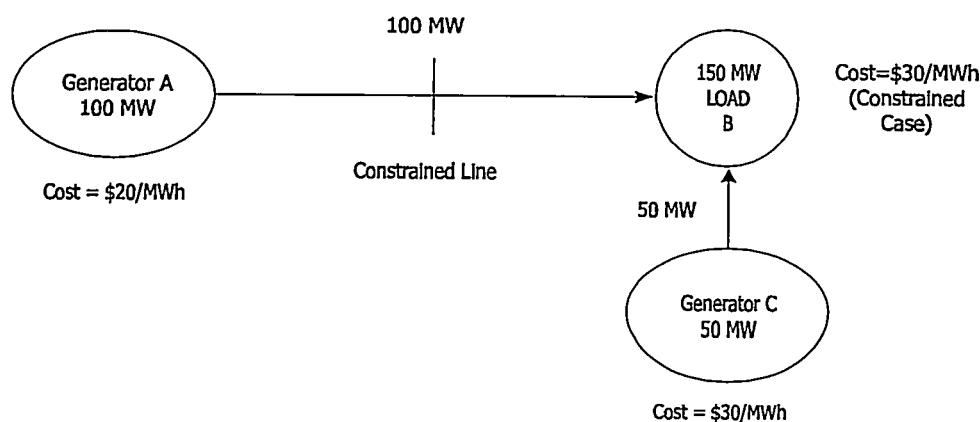 100 MW
Generator A
100 MW
150 MW
LOAD
B
Cost=$30/MWh
(Constrained
Case)
Constrained Line
Cost = $20/MWh
50 MW
Generator C
50 MW
Cost = $30/MWh